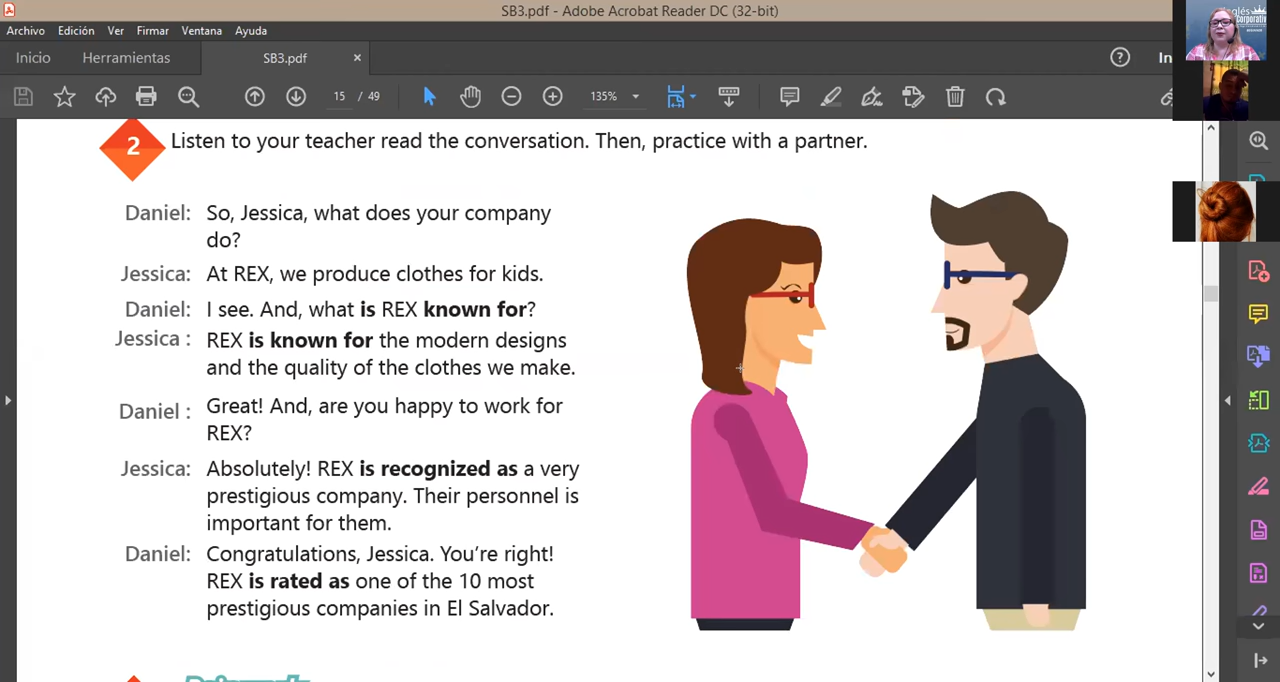 SB3.pdf - Adobe Acrobat Reader DC (32-bit)
Archivo Edición Ver Firmar Ventana Ayuda
Inicio Herramientas SB3.pdf × ? In
15 / 49 135%
2 Listen to your teacher read the conversation. Then, practice with a partner.
Daniel: So, Jessica, what does your company
do?
Jessica: At REX, we produce clothes for kids.
Daniel: I see. And, what is REX known for?
Jessica : REX is known for the modern designs
and the quality of the clothes we make.
Daniel : Great! And, are you happy to work for
REX?
Jessica: Absolutely! REX is recognized as a very
prestigious company. Their personnel is
important for them.
Daniel: Congratulations, Jessica. You're right!
REX is rated as one of the 10 most
prestigious companies in El Salvador.